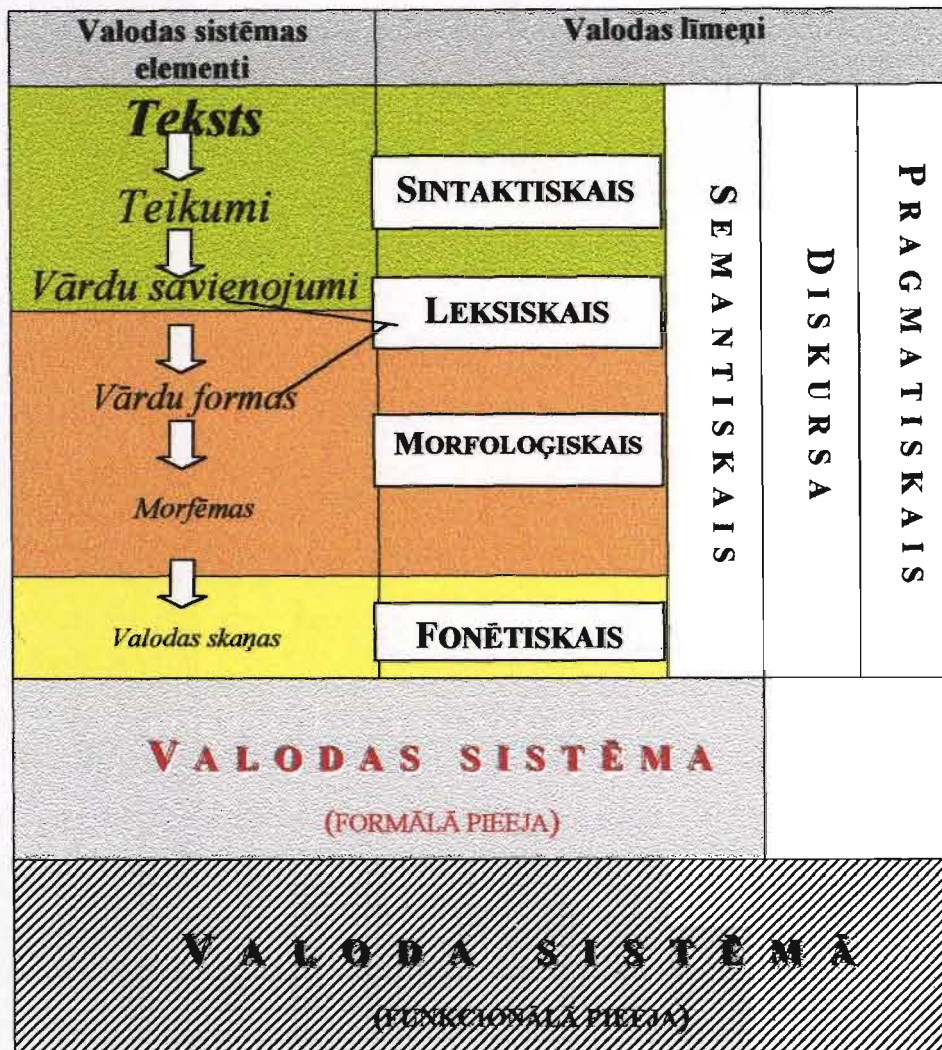 Valodas sistēmas
elementi
Valodas līmeņi
Teksts
Teikumi
Vārdu savienojumi
Vārdu formas
Morfēmas
Valodas skaņas
SINTAKTISKAIS
LEKSISKAIS
MORFOLOĢISKAIS
FONĒTISKAIS
SEMANTISKAIS
DISKURSA
PRAGMATISKAIS
VALODAS SISTĒMA
(FORMĀLĀ PIEEJA)
VALODA SISTĒMĀ
(FUNKCIONĀLĀ PIEEJA)